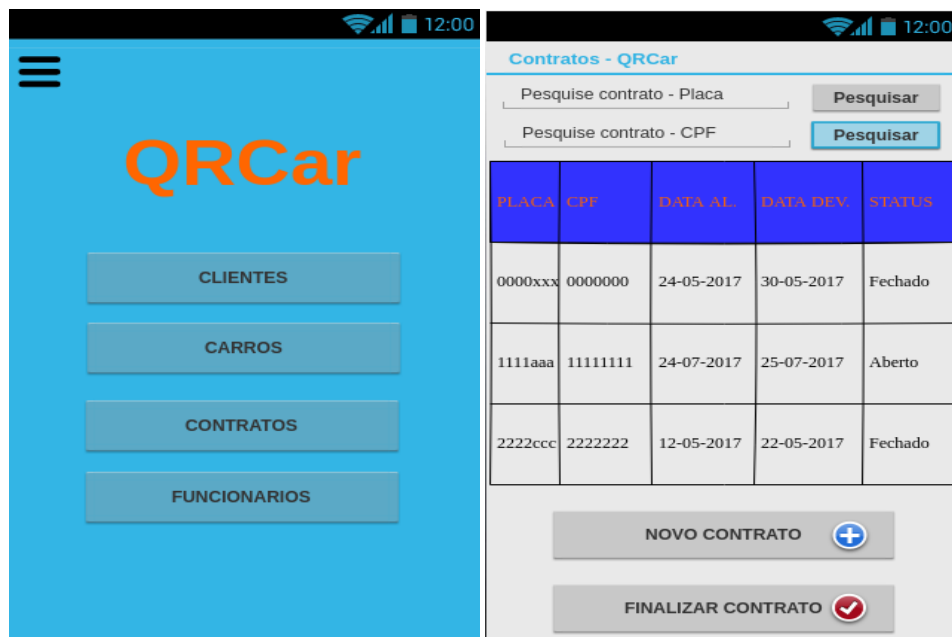 12:00
QRCar
CLIENTES
CARROS
CONTRATOS
FUNCIONARIOS
12:00
Contratos - QRCar
Pesquise contrato - Placa Pesquisar
Pesquise contrato - CPF Pesquisar
PLACA CPF DATA AL. DATA DEV. STATUS
0000xxx 0000000 24-05-2017 30-05-2017 Fechado
1111aaa 11111111 24-07-2017 25-07-2017 Aberto
2222ccc 2222222 12-05-2017 22-05-2017 Fechado
NOVO CONTRATO
FINALIZAR CONTRATO